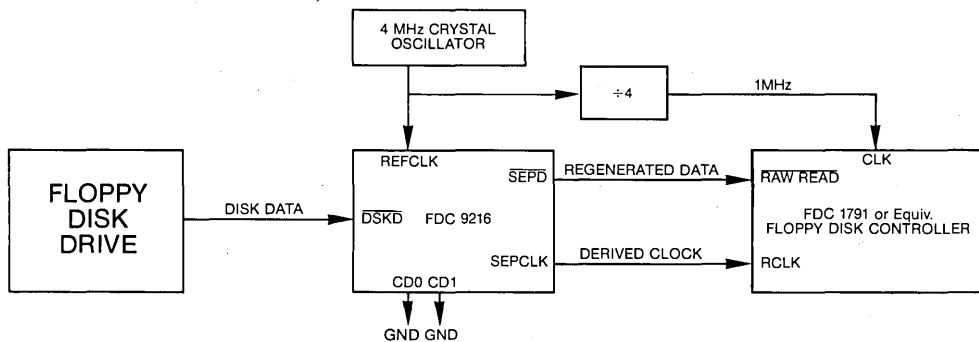 4 MHz CRYSTAL
OSCILLATOR
÷4
1MHz
FLOPPY
DISK
DRIVE
DISK DATA
REFCLK
DSKD
FDC 9216
SEPD
SEPCLK
CD0 CD1
GND GND
REGENERATED DATA
DERIVED CLOCK
CLK
RAW READ
FDC 1791 or Equiv.
FLOPPY DISK CONTROLLER
RCLK